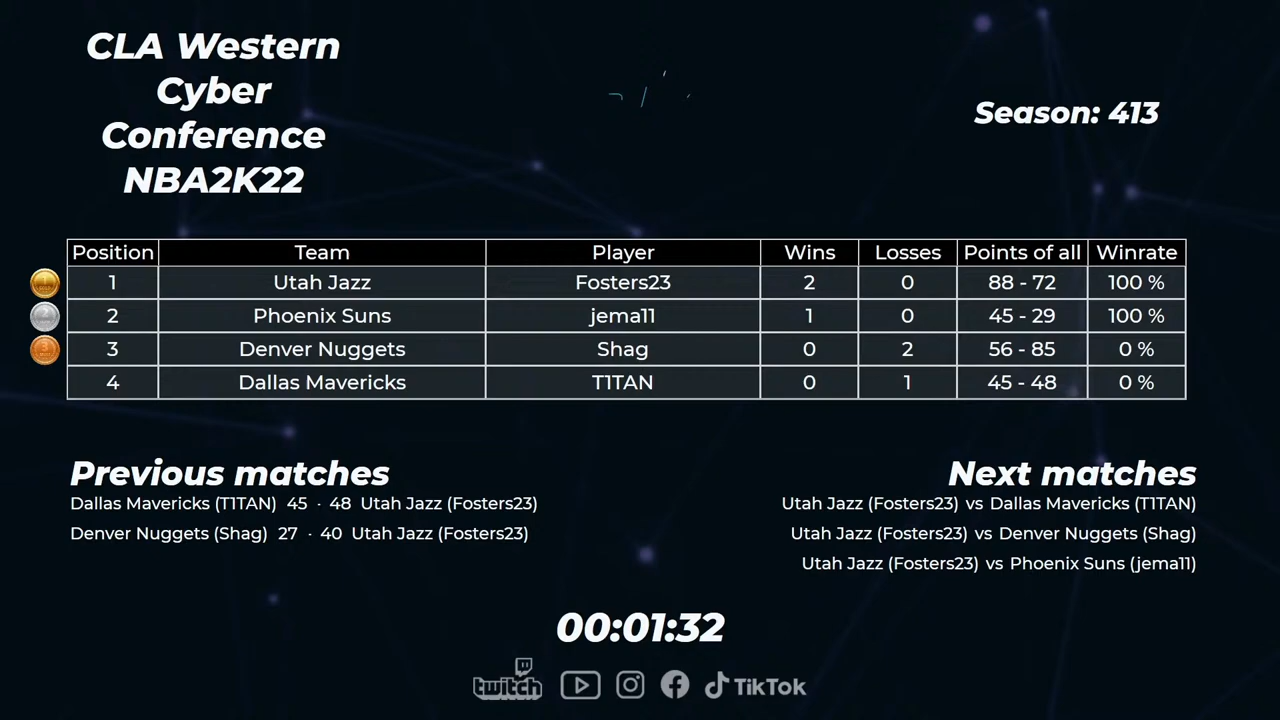 CLA Western
Cyber
Conference
NBA2K22
Season: 413
Position Team Player Wins Losses Points of all Winrate
1 Utah Jazz Fosters23 2 0 88 - 72 100 %
2 Phoenix Suns jema11 1 0 45 - 29 100 %
3 Denver Nuggets Shag 0 2 56 - 85 0 %
4 Dallas Mavericks T1TAN 0 1 45 - 48 0 %
Previous matches
Dallas Mavericks (T1TAN) 45 - 48 Utah Jazz (Fosters23)
Denver Nuggets (Shag) 27 - 40 Utah Jazz (Fosters23)
Next matches
Utah Jazz (Fosters23) vs Dallas Mavericks (T1TAN)
Utah Jazz (Fosters23) vs Denver Nuggets (Shag)
Utah Jazz (Fosters23) vs Phoenix Suns (jema11)
00:01:32
twitch TikTok